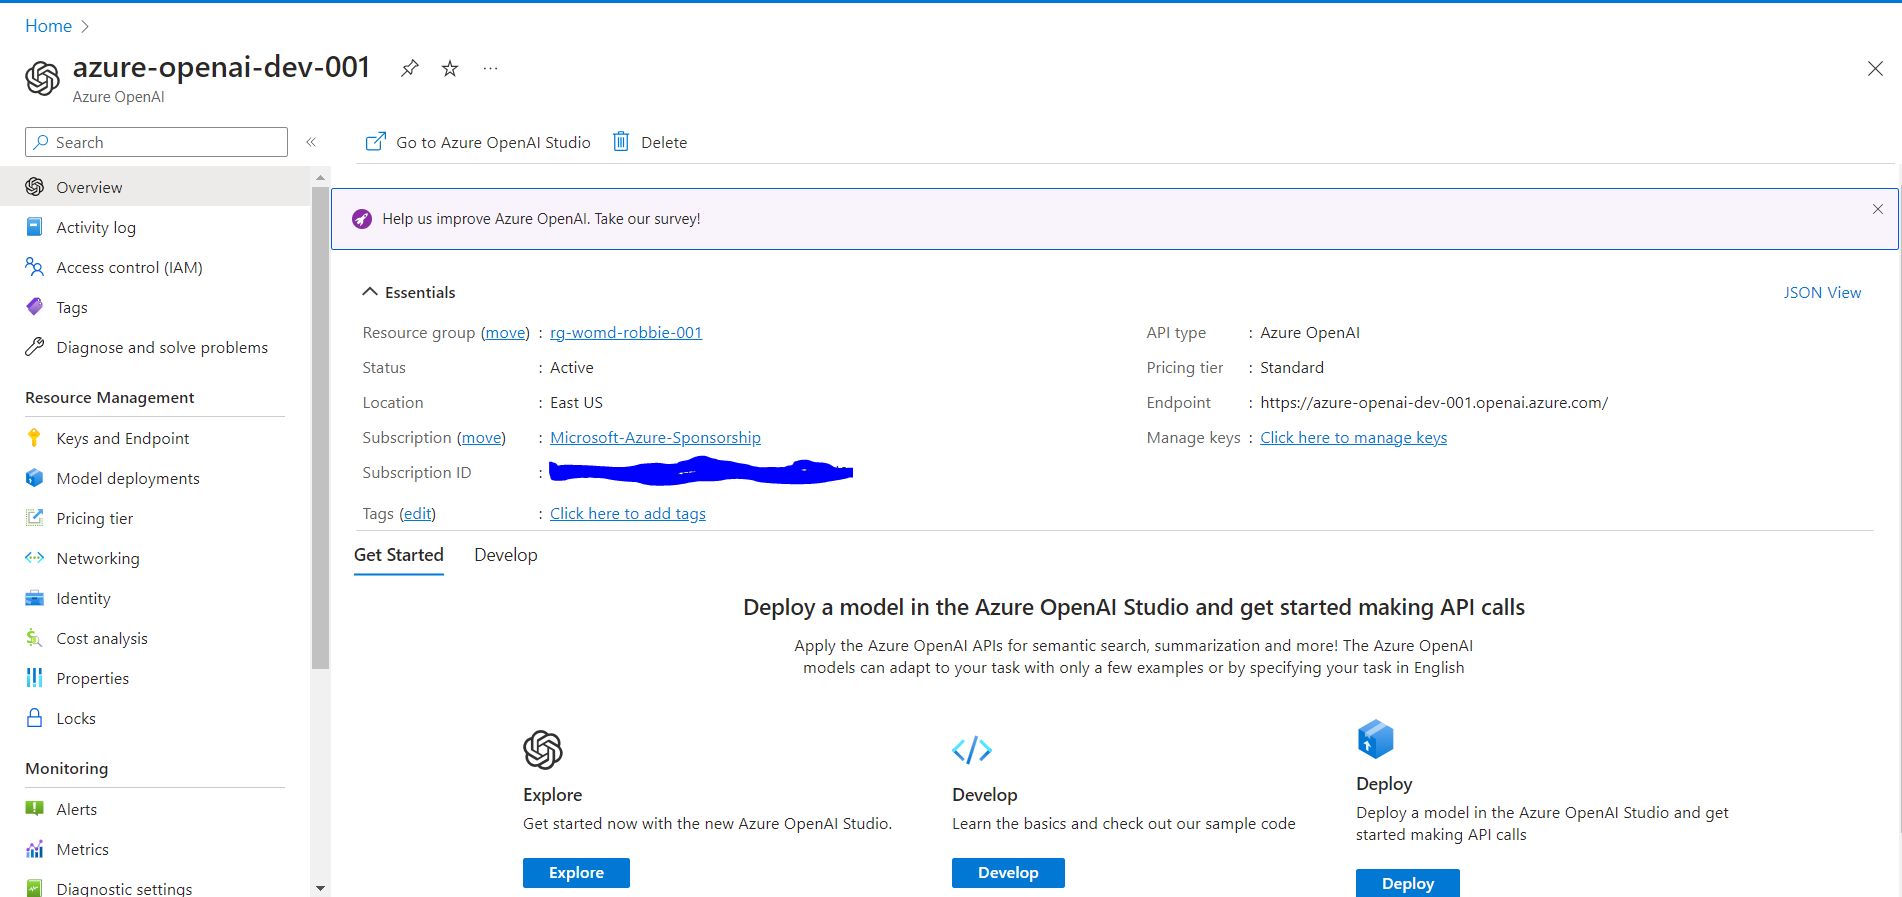 Home
azure-openai-dev-001
Azure OpenAI
Search
Go to Azure OpenAI Studio
Delete
Overview
Activity log
Access control (IAM)
Tags
Diagnose and solve problems
Resource Management
Keys and Endpoint
Model deployments
Pricing tier
Networking
Identity
Cost analysis
Properties
Locks
Monitoring
Alerts
Metrics
Diagnostic settings
Help us improve Azure OpenAI. Take our survey!
Essentials
JSON View
Resource group (move) : rg-womd-robbie-001
Status : Active
Location : East US
Subscription (move) : Microsoft-Azure-Sponsorship
Subscription ID :
Tags (edit) : Click here to add tags
API type : Azure OpenAI
Pricing tier : Standard
Endpoint : https://azure-openai-dev-001.openai.azure.com/
Manage keys : Click here to manage keys
Get Started
Develop
Deploy a model in the Azure OpenAI Studio and get started making API calls
Apply the Azure OpenAI APIs for semantic search, summarization and more! The Azure OpenAI
models can adapt to your task with only a few examples or by specifying your task in English
Explore
Get started now with the new Azure OpenAI Studio.
Explore
Develop
Learn the basics and check out our sample code
Develop
Deploy
Deploy a model in the Azure OpenAI Studio and get
started making API calls
Deploy